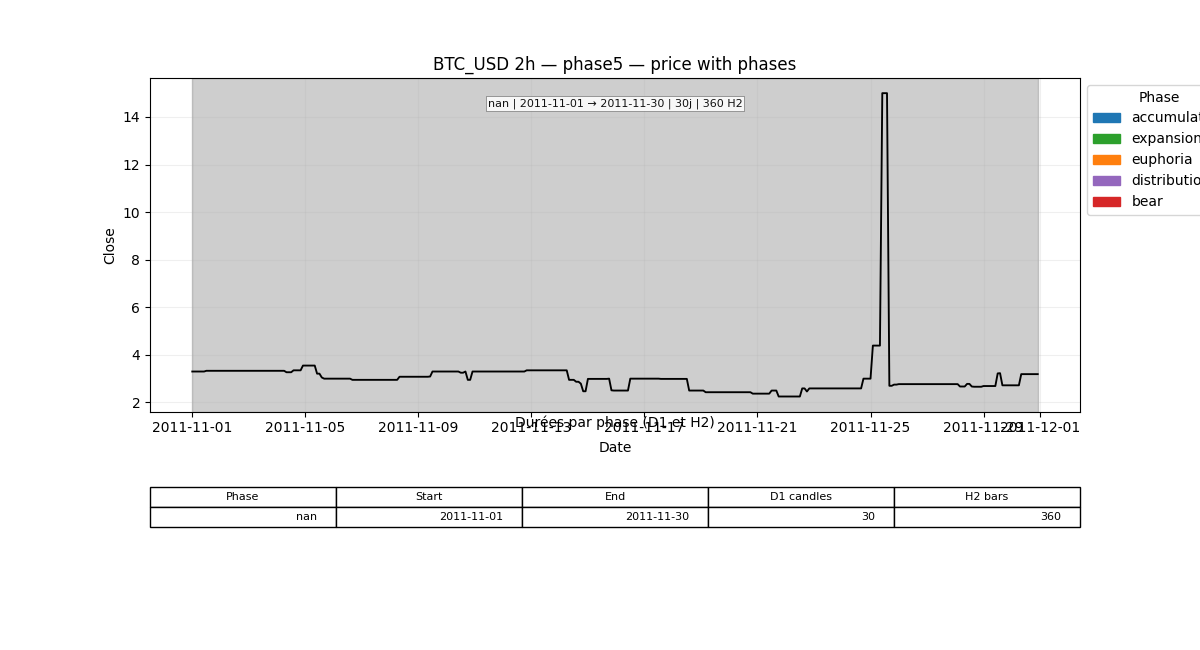 BTC_USD 2h — phase5 — price with phases
nan | 2011-11-01 → 2011-11-30 | 30j | 360 H2
Phase
accumulat
expansion
euphoria
distributio
bear
Close
14
12
10
8
6
4
2
2011-11-01 2011-11-05 2011-11-09 2011-11-13 2011-11-17 2011-11-21 2011-11-25 2011-11-29 2011-12-01
Durées par phase (D1 et H2)
Date
Phase Start End D1 candles H2 bars
nan 2011-11-01 2011-11-30 30 360